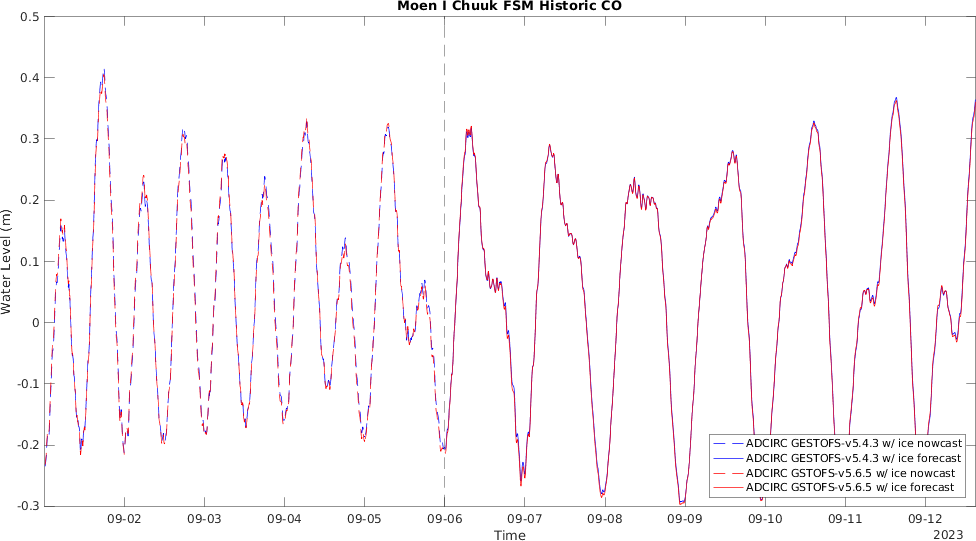 Moen I Chuuk FSM Historic CO
0.5
0.4
0.3
0.2
0.1
0
-0.1
-0.2
-0.3
Water Level (m)
ADCIRC GESTOFS-v5.4.3 w/ ice nowcast
ADCIRC GESTOFS-v5.4.3 w/ ice forecast
ADCIRC GSTOFS-v5.6.5 w/ ice nowcast
ADCIRC GSTOFS-v5.6.5 w/ ice forecast
09-02 09-03 09-04 09-05 09-06 09-07 09-08 09-09 09-10 09-11 09-12
Time
2023